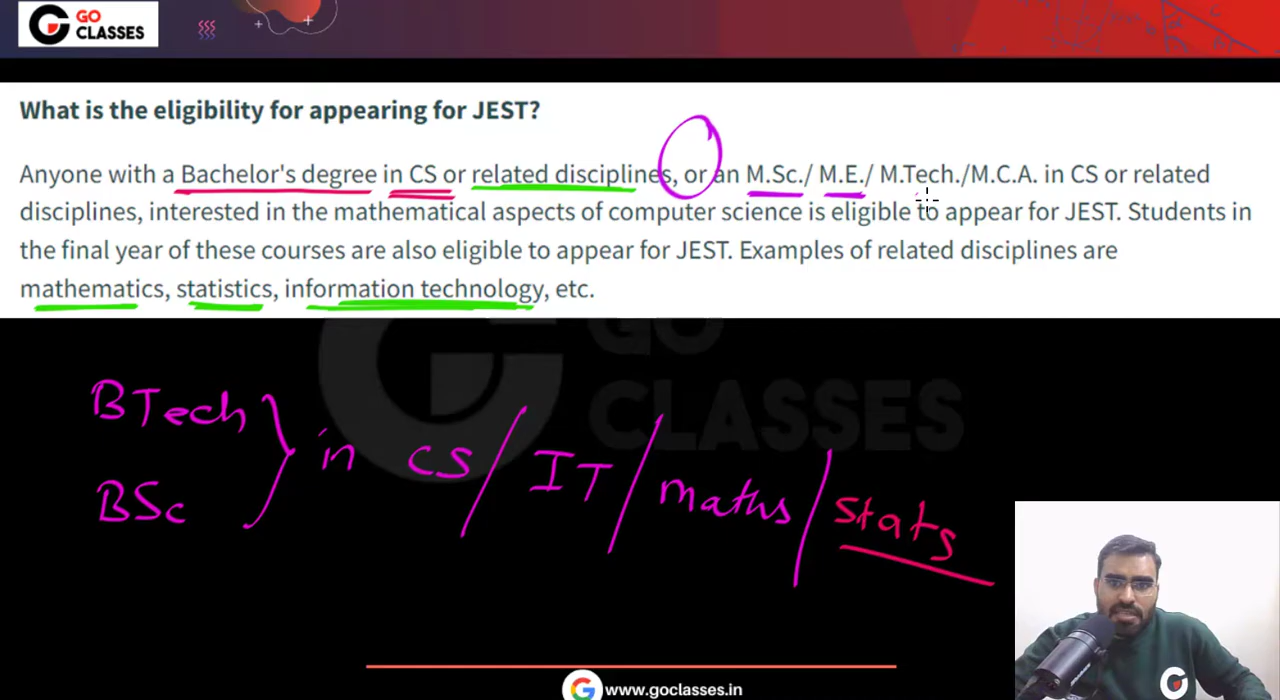 GO
CLASSES
What is the eligibility for appearing for JEST?
Anyone with a Bachelor's degree in CS or related disciplines, or an M.Sc./ M.E./ M.Tech./M.C.A. in CS or related
disciplines, interested in the mathematical aspects of computer science is eligible to appear for JEST. Students in
the final year of these courses are also eligible to appear for JEST. Examples of related disciplines are
mathematics, statistics, information technology, etc.
GO
CLASSES
BTech
BSc
in CS / IT / maths / stats
www.goclasses.in